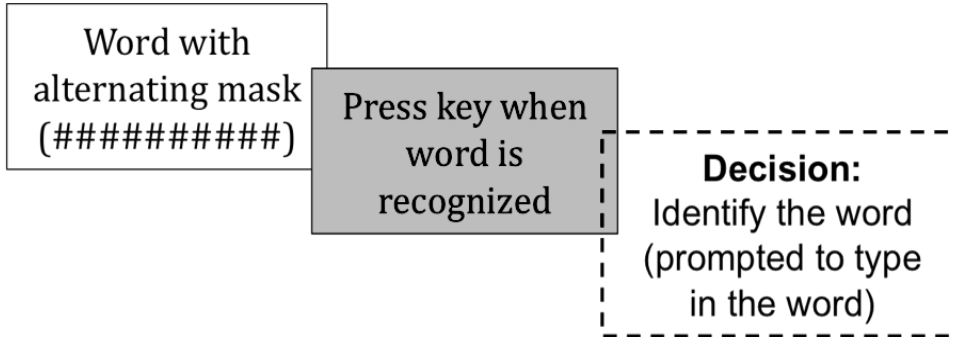 Word with
alternating mask
(##########)
Press key when
word is
recognized
Decision:
Identify the word
(prompted to type
in the word)